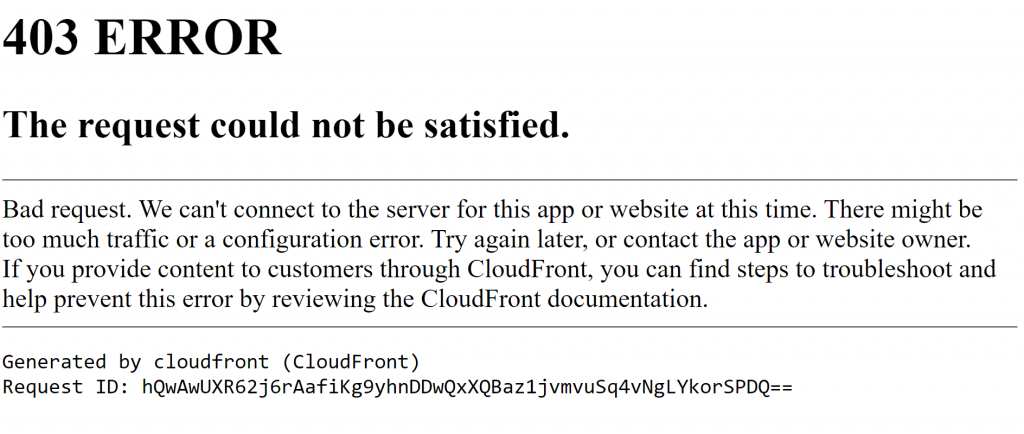 403 ERROR
The request could not be satisfied.
Bad request. We can't connect to the server for this app or website at this time. There might be
too much traffic or a configuration error. Try again later, or contact the app or website owner.
If you provide content to customers through CloudFront, you can find steps to troubleshoot and
help prevent this error by reviewing the CloudFront documentation.
Generated by cloudfront (CloudFront)
Request ID: hQwAwUXR62j6rAafiKg9yhnDDwQxXQBaz1jvmvuSq4vNgLYkorSPDQ==